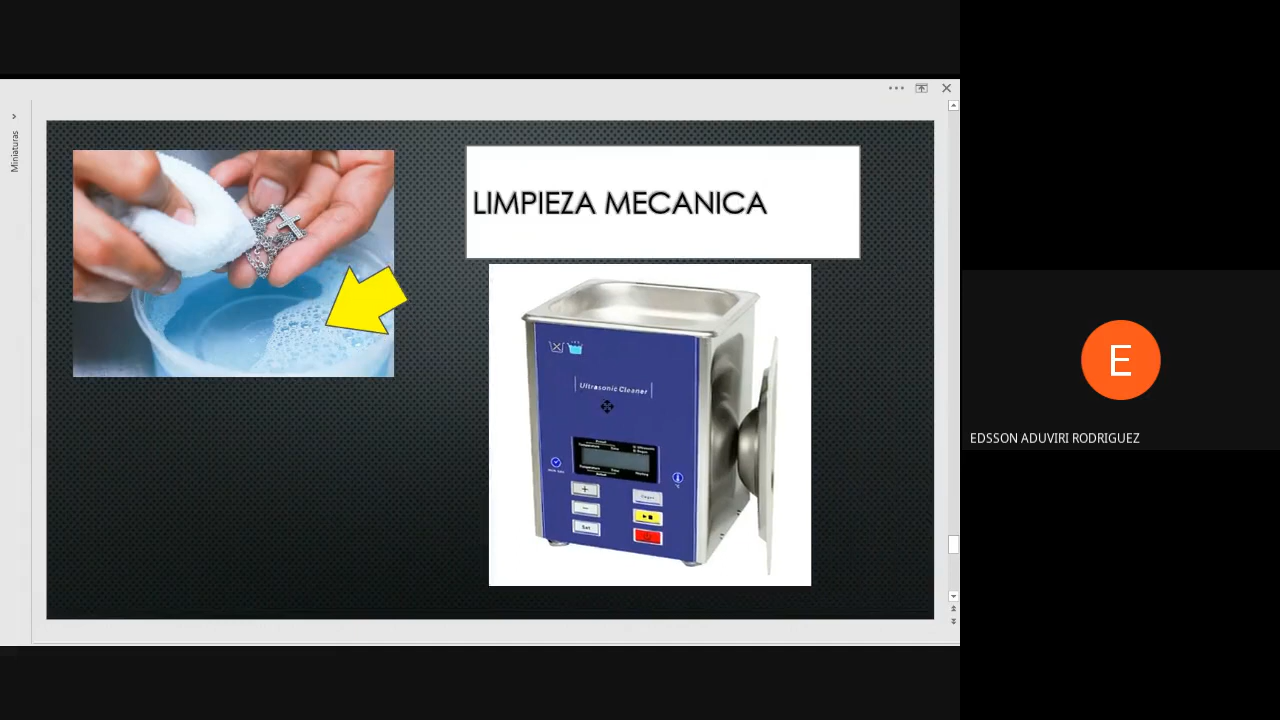 Miniaturas
LIMPIEZA MECANICA
Ultrasonic Cleaner
Set
E
EDSSON ADUVIRI RODRIGUEZ